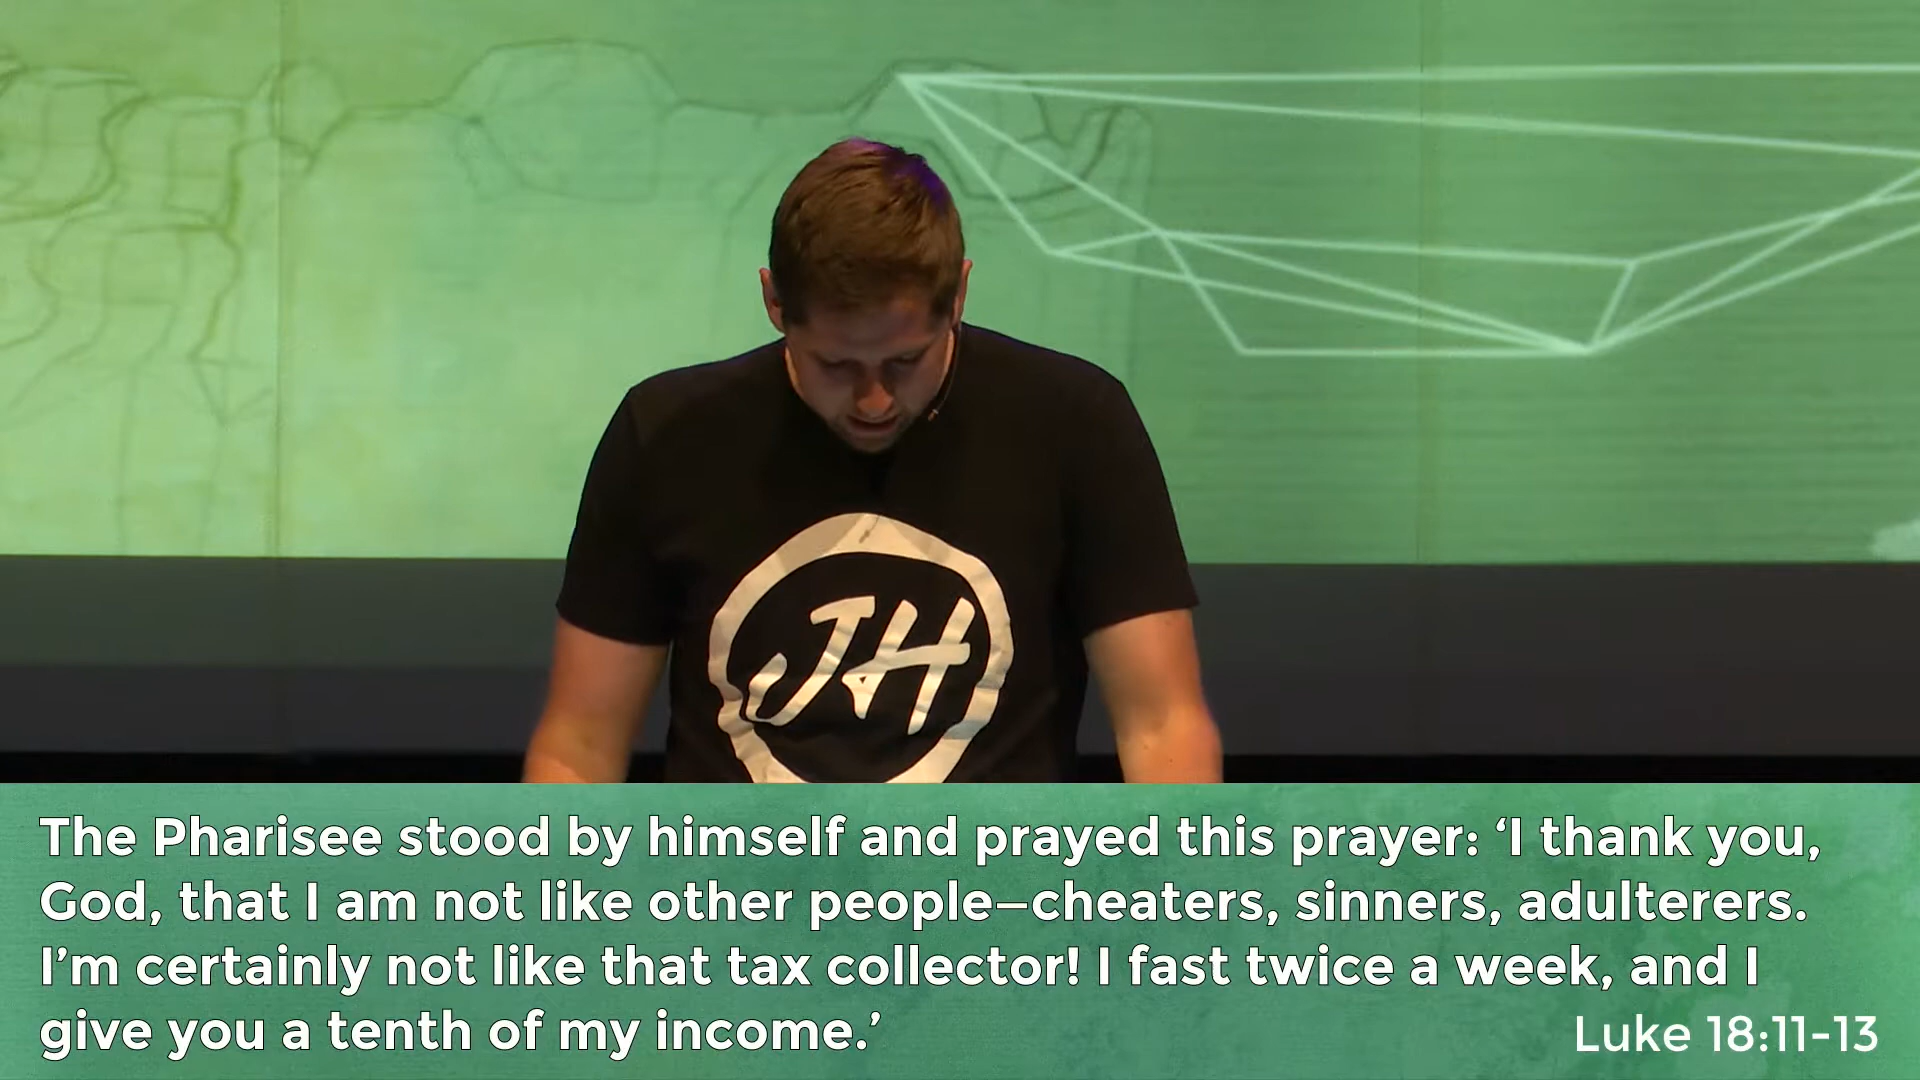 JH
The Pharisee stood by himself and prayed this prayer: ‘I thank you,
God, that I am not like other people—cheaters, sinners, adulterers.
I’m certainly not like that tax collector! I fast twice a week, and I
give you a tenth of my income.’
Luke 18:11-13